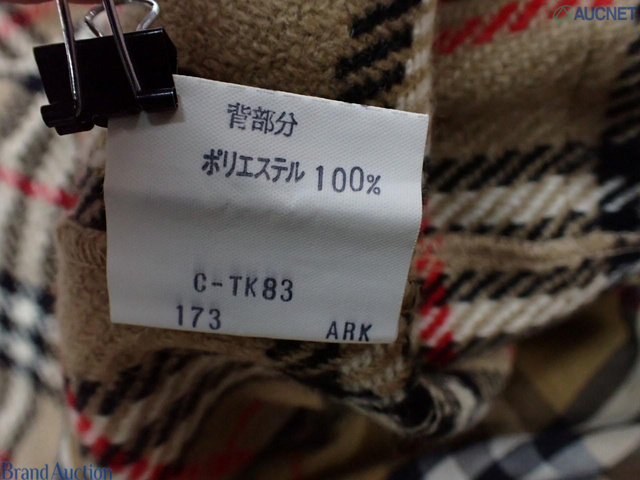 AUCNET
背部分
ポリエステル 100%
C-TK83
173 ARK
Brand Auction